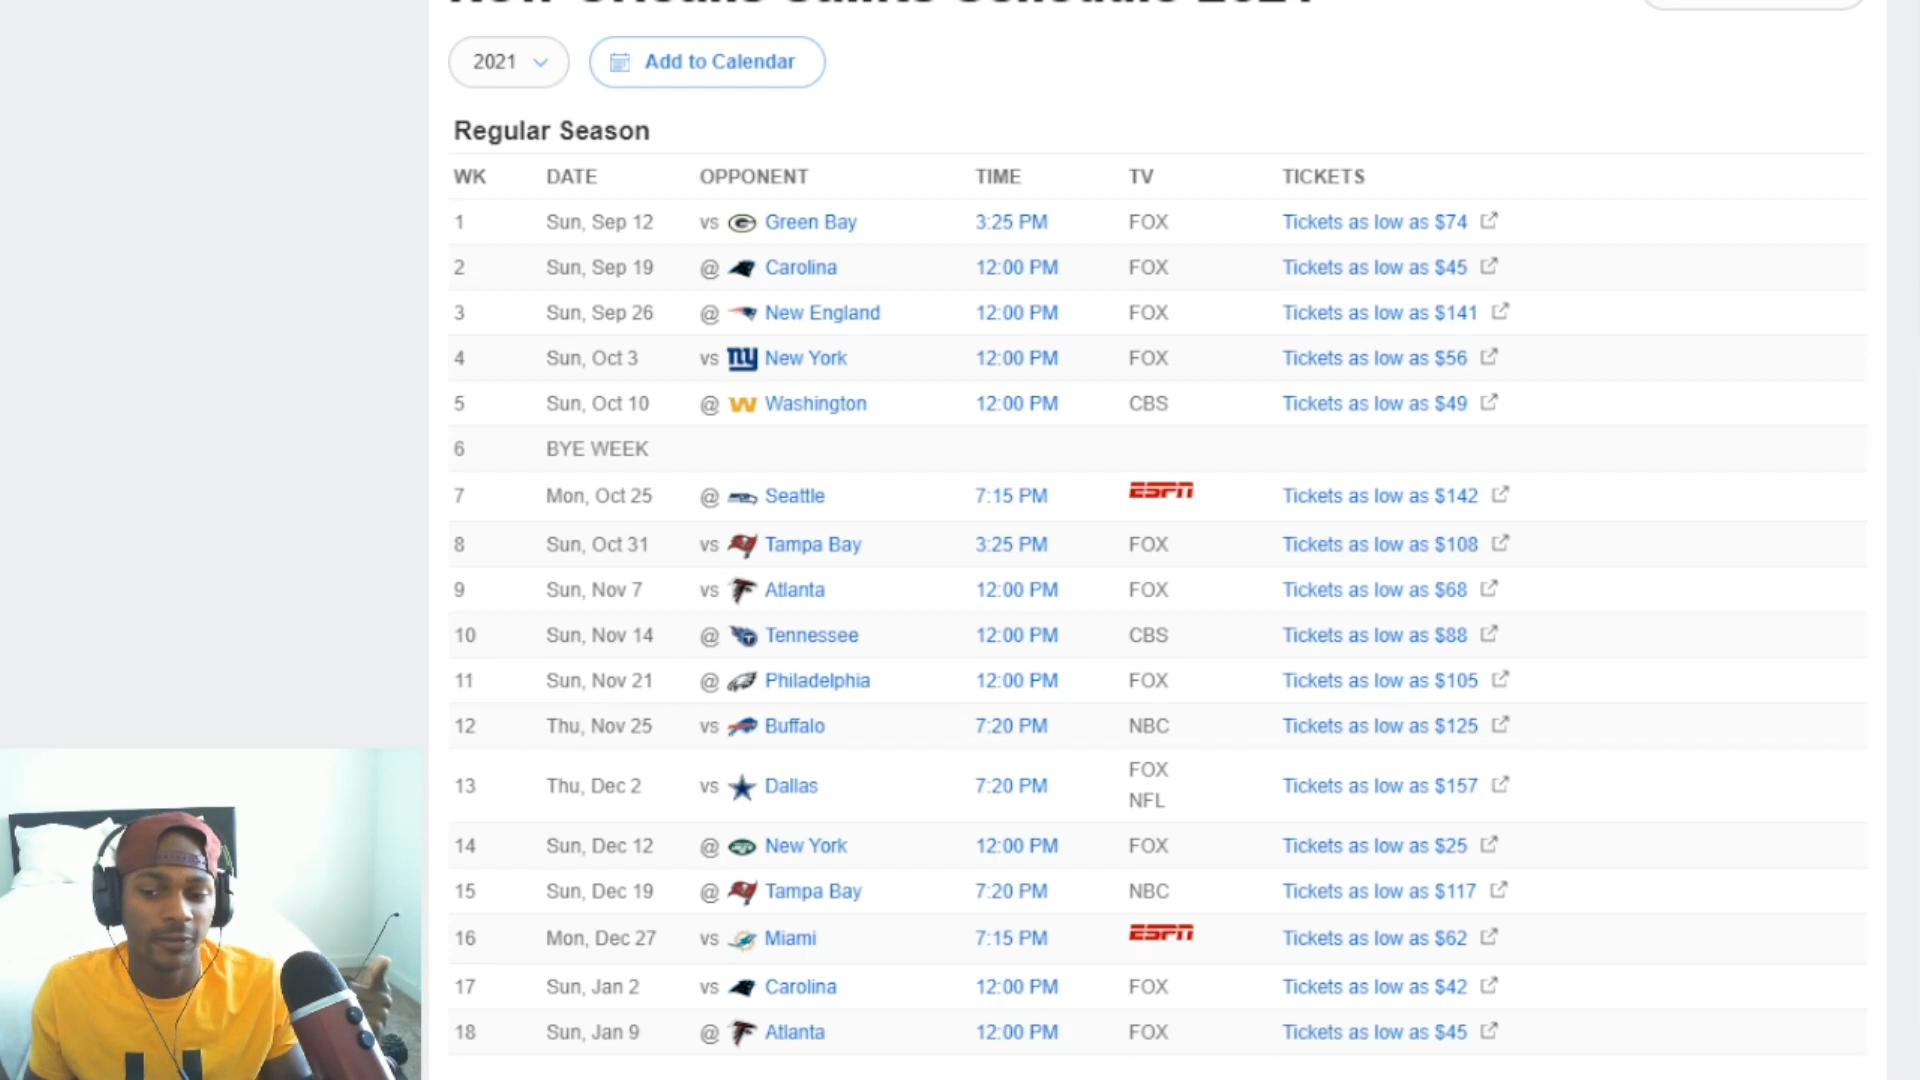 New Orleans Saints Schedule 2021
2021 Add to Calendar
Regular Season
WK DATE OPPONENT TIME TV TICKETS
1 Sun, Sep 12 vs Green Bay 3:25 PM FOX Tickets as low as $74
2 Sun, Sep 19 @ Carolina 12:00 PM FOX Tickets as low as $45
3 Sun, Sep 26 @ New England 12:00 PM FOX Tickets as low as $141
4 Sun, Oct 3 vs ny New York 12:00 PM FOX Tickets as low as $56
5 Sun, Oct 10 @ W Washington 12:00 PM CBS Tickets as low as $49
6 BYE WEEK
7 Mon, Oct 25 @ Seattle 7:15 PM ESPN Tickets as low as $142
8 Sun, Oct 31 vs Tampa Bay 3:25 PM FOX Tickets as low as $108
9 Sun, Nov 7 vs Atlanta 12:00 PM FOX Tickets as low as $68
10 Sun, Nov 14 @ Tennessee 12:00 PM CBS Tickets as low as $88
11 Sun, Nov 21 @ Philadelphia 12:00 PM FOX Tickets as low as $105
12 Thu, Nov 25 vs Buffalo 7:20 PM NBC Tickets as low as $125
13 Thu, Dec 2 vs Dallas 7:20 PM FOX NFL Tickets as low as $157
14 Sun, Dec 12 @ New York 12:00 PM FOX Tickets as low as $25
15 Sun, Dec 19 @ Tampa Bay 7:20 PM NBC Tickets as low as $117
16 Mon, Dec 27 vs Miami 7:15 PM ESPN Tickets as low as $62
17 Sun, Jan 2 vs Carolina 12:00 PM FOX Tickets as low as $42
18 Sun, Jan 9 @ Atlanta 12:00 PM FOX Tickets as low as $45